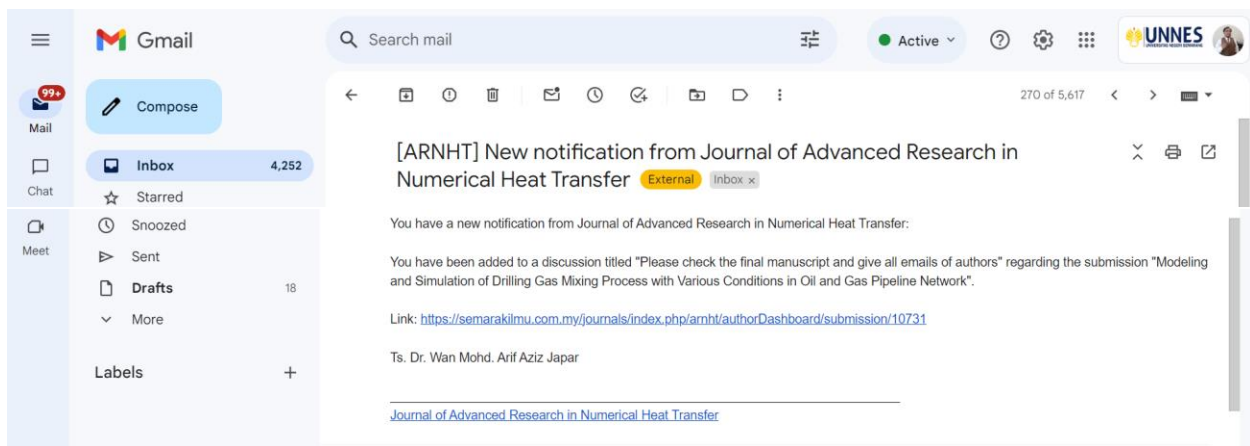 Gmail
Search mail
Active
UNNES
99+
Mail
Compose
270 of 5,617
Inbox 4,252
Chat
Starred
[ARNHT] New notification from Journal of Advanced Research in
Numerical Heat Transfer External Inbox ×
Meet
Snoozed
Sent
Drafts 18
More
Labels +
You have a new notification from Journal of Advanced Research in Numerical Heat Transfer:
You have been added to a discussion titled "Please check the final manuscript and give all emails of authors" regarding the submission "Modeling
and Simulation of Drilling Gas Mixing Process with Various Conditions in Oil and Gas Pipeline Network".
Link: https://semarakilmu.com.my/journals/index.php/arnht/authorDashboard/submission/10731
Ts. Dr. Wan Mohd. Arif Aziz Japar
Journal of Advanced Research in Numerical Heat Transfer